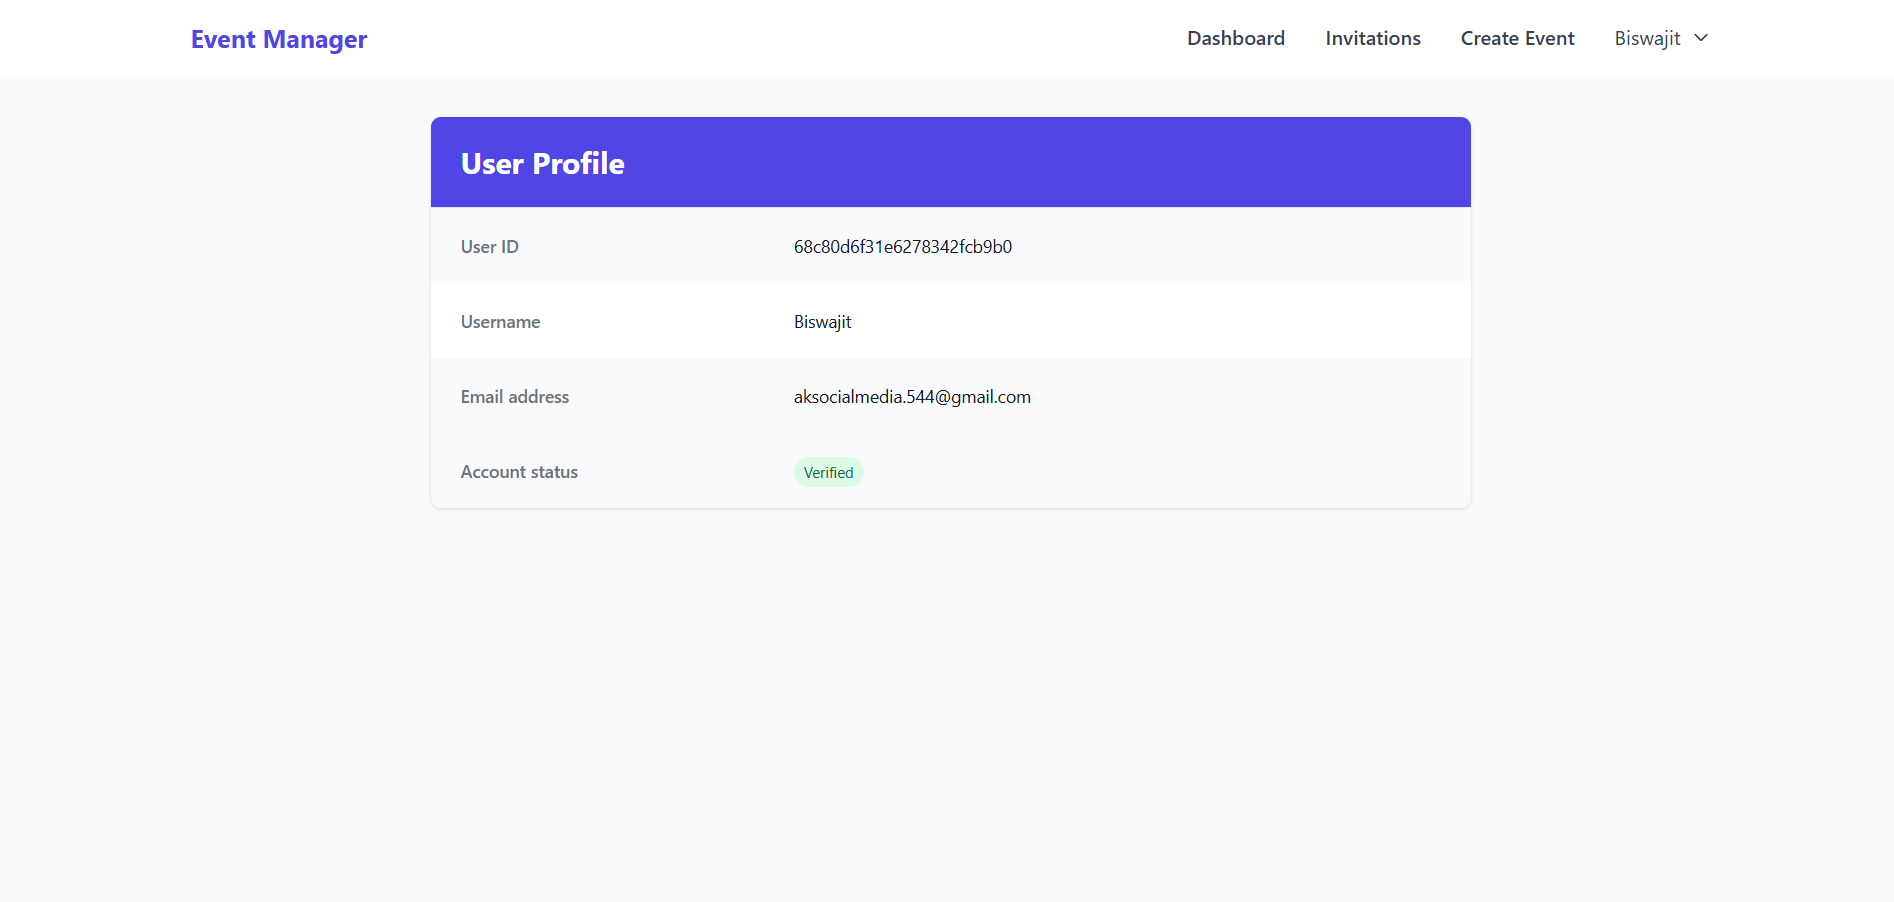 Event Manager
Dashboard Invitations Create Event Biswajit
User Profile
User ID 68c80d6f31e6278342fcb9b0
Username Biswajit
Email address aksocialmedia.544@gmail.com
Account status Verified